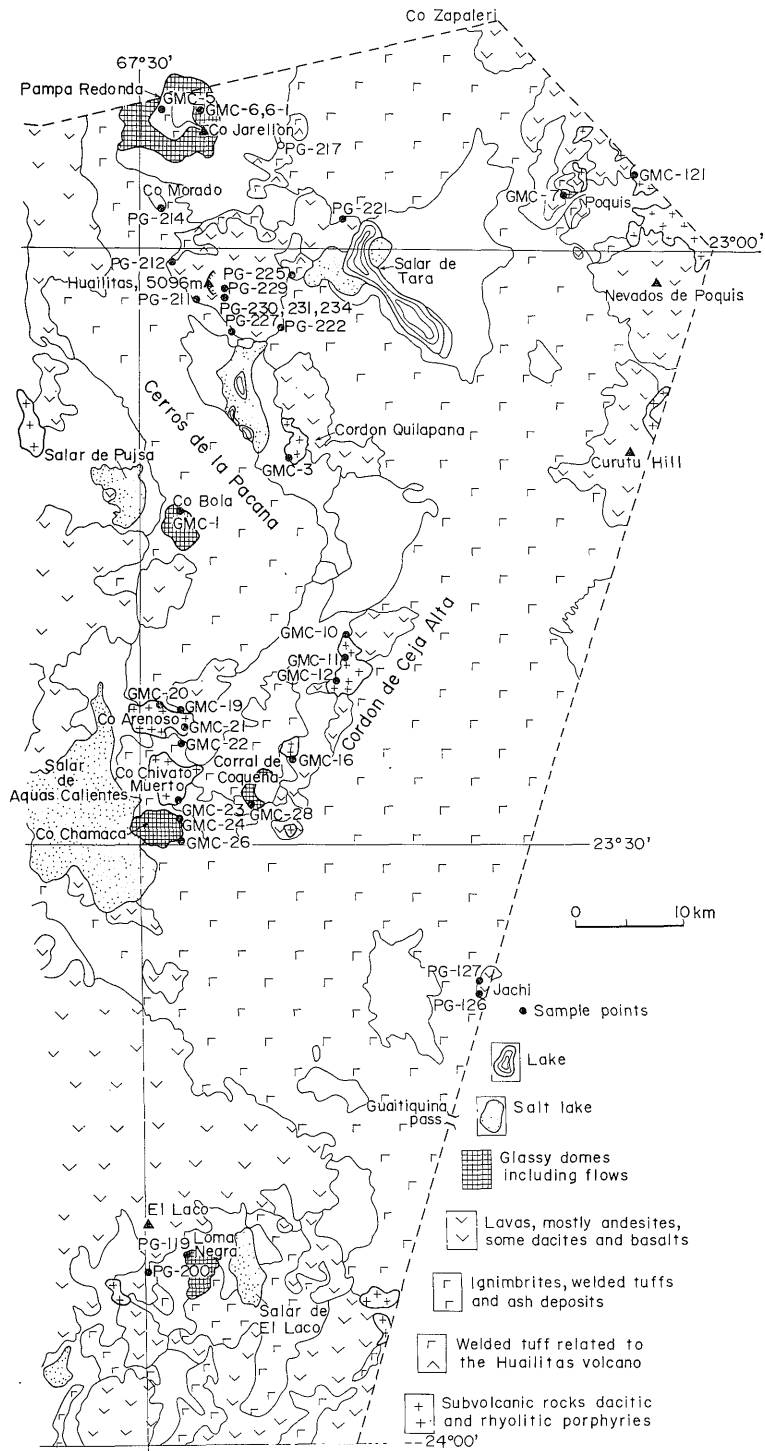 Co Zapaleri
67°30'
Pampa Redonda
GMC-5
GMC-6,6-1
Co Jarellon
PG-217
Co Morado
PG-214
PG-221
GMC-121
GMC-7
Poquis
23°00'
PG-212
PG-225
Salar de
Tara
Huailitas, 5096m
PG-229
PG-211
PG-230, 231, 234
PG-227
PG-222
Nevados de Poquis
Cerros de la Pacana
Cordon Quilapana
Salar de Pujsa
GMC-3
Curutu Hill
Co Bola
GMC-1
GMC-10
GMC-11
GMC-12
Cordon de Ceja Alta
GMC-20
GMC-19
Co Arenoso
GMC-21
GMC-22
GMC-16
Salar
de
Aquas Calientes
Co Chivato
Muerto
Corral de
Coqueña
GMC-23
GMC-28
GMC-24
Co Chamaca
GMC-26
23°30'
0 10 km
PG-127
Jachi
PG-126
Sample points
Lake
Guaitiquina
pass
Salt lake
Glassy domes
including flows
El Laco
Lavas, mostly andesites,
some dacites and basalts
PG-119
Loma
Negra
PG-200
Ignimbrites, welded tuffs
and ash deposits
Salar de
El Laco
Welded tuff related to
the Huailitas volcano
Subvolcanic rocks dacitic
and rhyolitic porphyries
24°00'